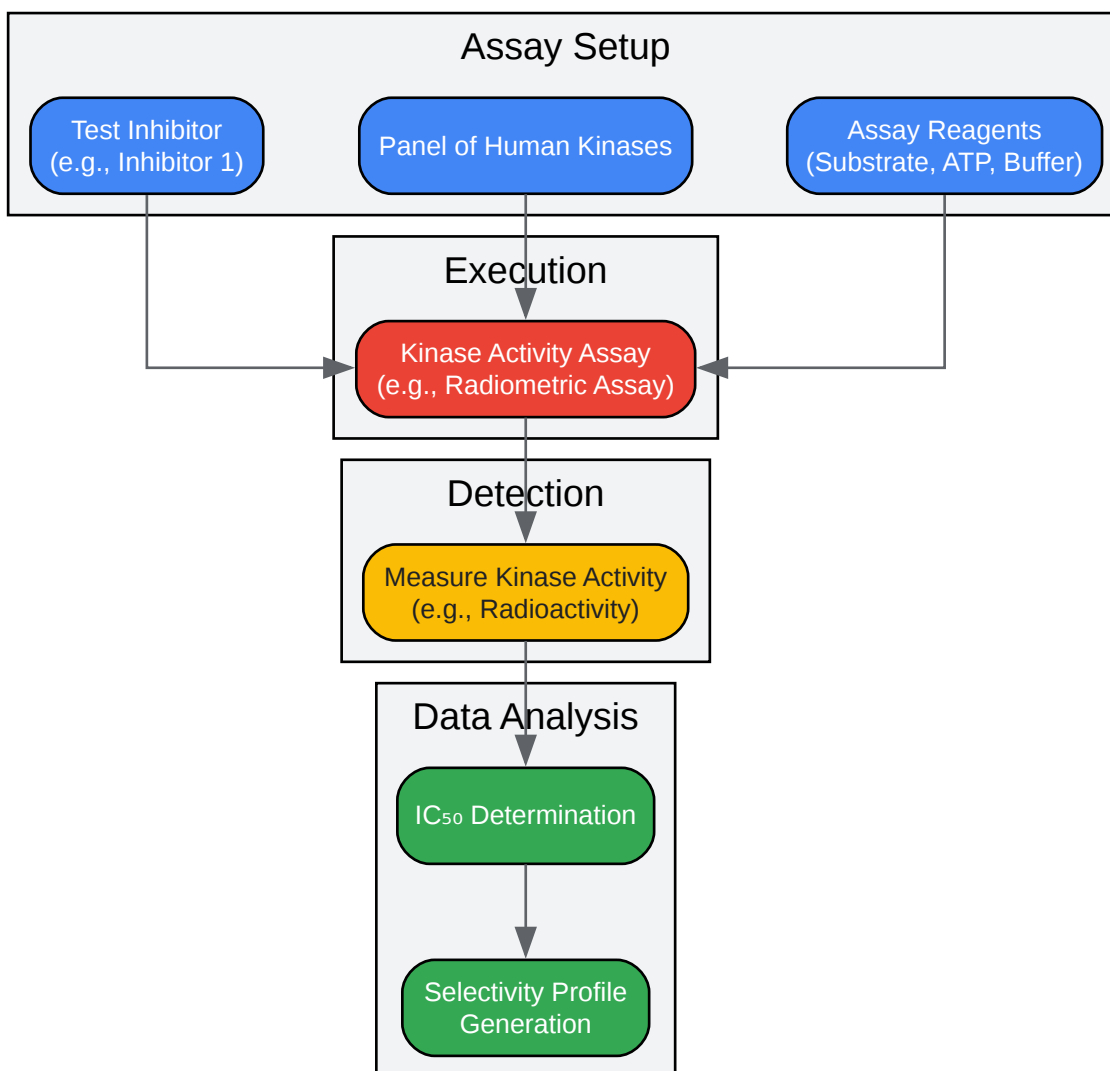 Assay Setup
Test Inhibitor
(e.g., Inhibitor 1)
Panel of Human Kinases
Assay Reagents
(Substrate, ATP, Buffer)
Execution
Kinase Activity Assay
(e.g., Radiometric Assay)
Detection
Measure Kinase Activity
(e.g., Radioactivity)
Data Analysis
IC₅₀ Determination
Selectivity Profile
Generation